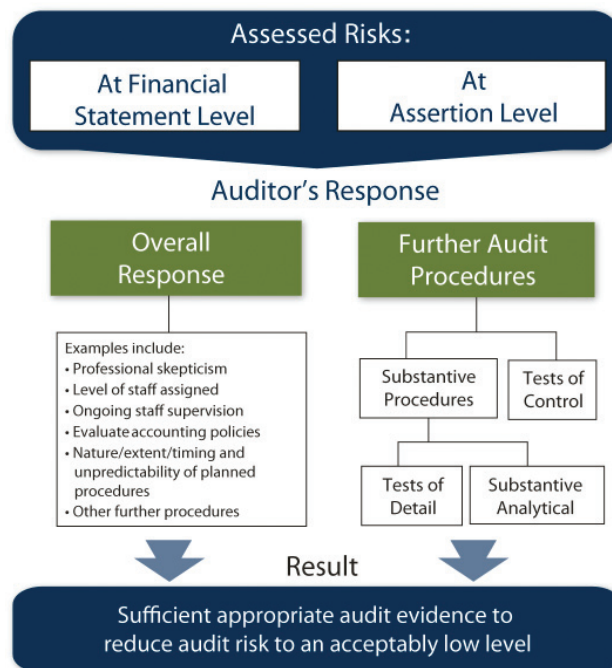 Assessed Risks:
At Financial
Statement Level
At
Assertion Level
Auditor's Response
Overall
Response
Further Audit
Procedures
Examples include:
• Professional skepticism
• Level of staff assigned
• Ongoing staff supervision
• Evaluate accounting policies
• Nature/extent/timing and
unpredictability of planned
procedures
• Other further procedures
Substantive
Procedures
Tests of
Control
Tests of
Detail
Substantive
Analytical
Result
Sufficient appropriate audit evidence to
reduce audit risk to an acceptably low level